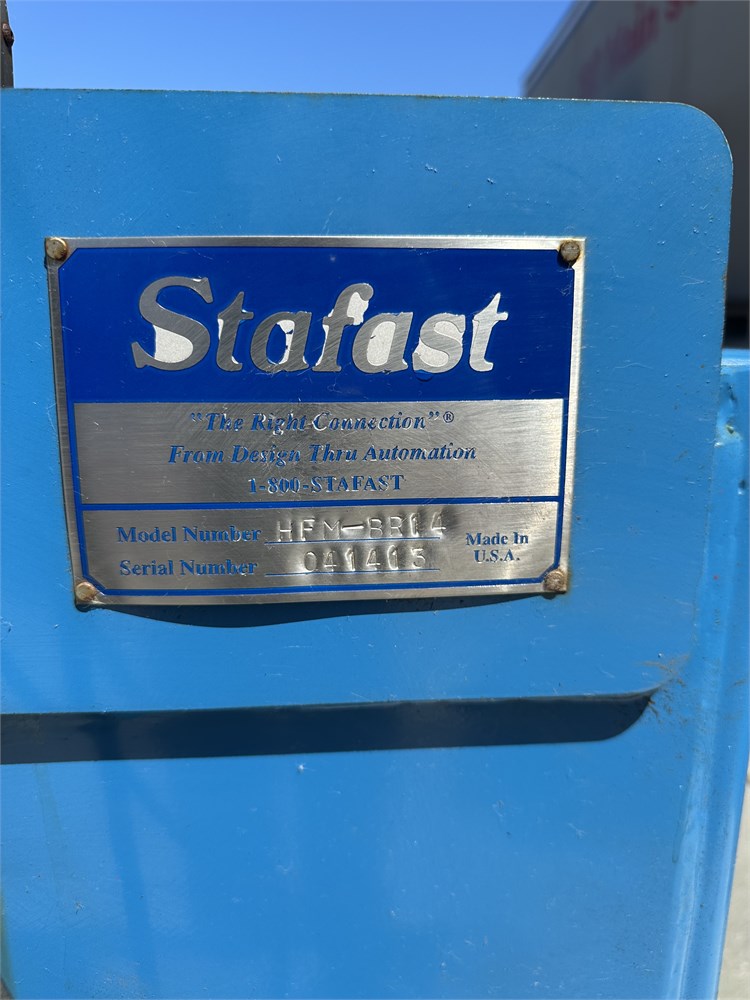 Stafast
"The Right Connection"®
From Design Thru Automation
1-800-STAFAST
Model Number HFM-BR14
Serial Number 041415
Made In
U.S.A.